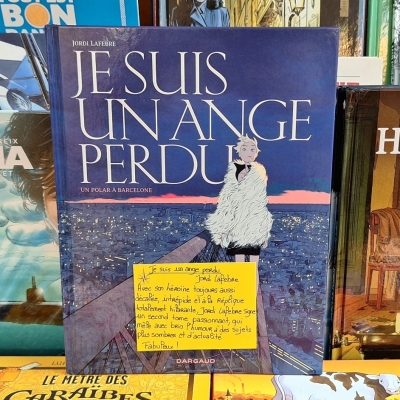 BON
JORDI LAFEBRE
JE SUIS
UN ANGE
PERDU
UN POLAR À BARCELONE
Je suis un ange perdu
Jordi Lafebre
Avec son héroïne toujours aussi
décalée, intrépide et à la Réplique
totalement hilarante, Jordi Lafebre signe
un second tome passionnant, qui
mêle avec brio l'humour à des sujets
plus sombres et d'actualité
Fabuleux !
DARGAUD
LE MÈTRE DES
CARAÏBES